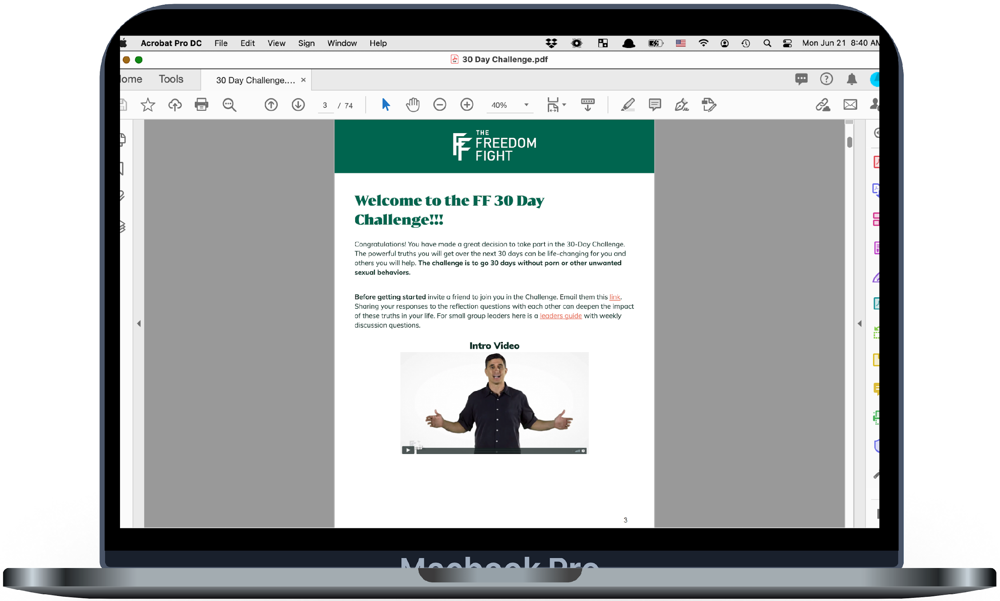 Acrobat Pro DC File Edit View Sign Window Help Mon Jun 21 8:40 AM
30 Day Challenge.pdf
ome Tools 30 Day Challenge.... ×
3 / 74 40%
THE
FREEDOM
FIGHT
Welcome to the FF 30 Day
Challenge!!!
Congratulations! You have made a great decision to take part in the 30-Day Challenge.
The powerful truths you will get over the next 30 days can be life-changing for you and
others you will help. The challenge is to go 30 days without porn or other unwanted
sexual behaviors.
Before getting started invite a friend to join you in the Challenge. Email them this link.
Sharing your responses to the reflection questions with each other can deepen the impact
of these truths in your life. For small group leaders here is a leaders guide with weekly
discussion questions.
Intro Video
3
Macbook Pro